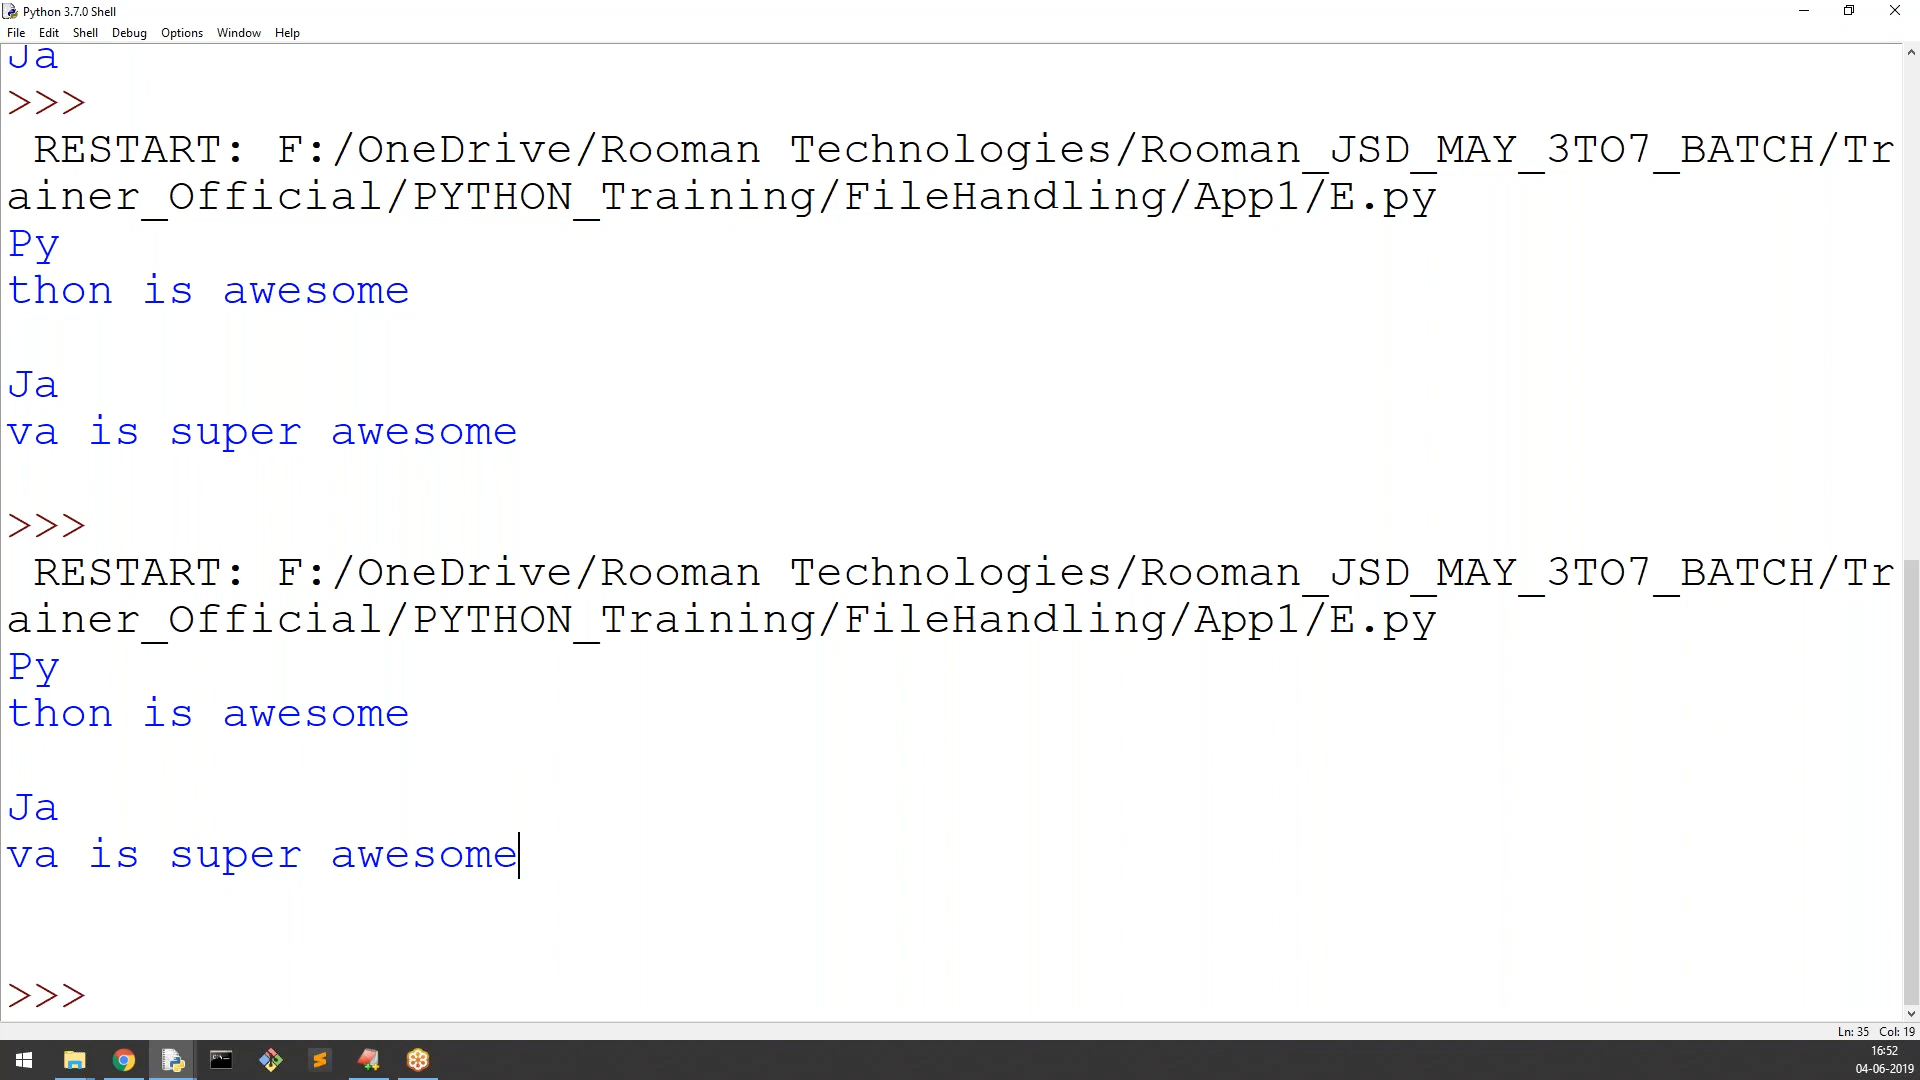 Python 3.7.0 Shell
File Edit Shell Debug Options Window Help
Ja
>>>
RESTART: F:/OneDrive/Rooman Technologies/Rooman_JSD_MAY_3TO7_BATCH/Tr
ainer_Official/PYTHON_Training/FileHandling/App1/E.py
Py
thon is awesome
Ja
va is super awesome
>>>
RESTART: F:/OneDrive/Rooman Technologies/Rooman_JSD_MAY_3TO7_BATCH/Tr
ainer_Official/PYTHON_Training/FileHandling/App1/E.py
Py
thon is awesome
Ja
va is super awesome
>>>
Ln: 35 Col: 19
16:52
04-06-2019